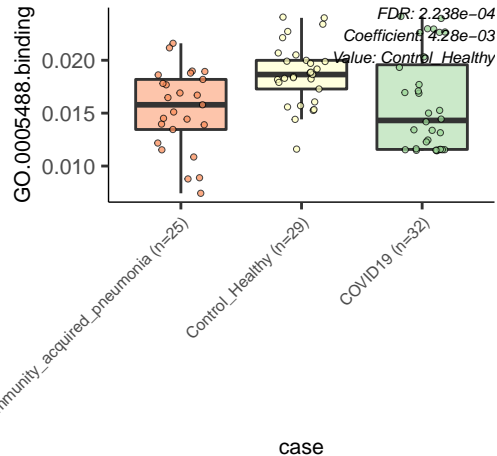 FDR: 2.238e−04
Coefficient: 4.28e−03
Value: Control_Healthy
GO.0005488.binding
0.020
0.015
0.010
mmunity_acquired_pneumonia (n=25)
Control_Healthy (n=29)
COVID19 (n=32)
case